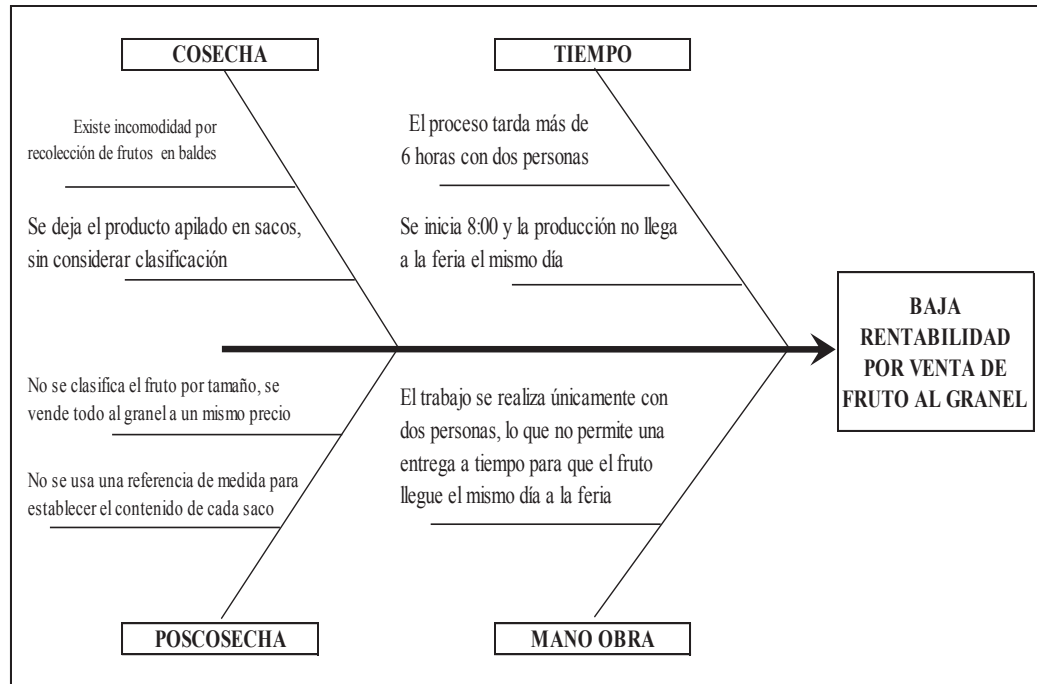 COSECHA
Existe incomodidad por
recolección de frutos en baldes
Se deja el producto apilado en sacos,
sin considerar clasificación
TIEMPO
El proceso tarda más de
6 horas con dos personas
Se inicia 8:00 y la producción no llega
a la feria el mismo día
BAJA
RENTABILIDAD
POR VENTA DE
FRUTO AL GRANEL
No se clasifica el fruto por tamaño, se
vende todo al granel a un mismo precio
No se usa una referencia de medida para
establecer el contenido de cada saco
POSCOSECHA
El trabajo se realiza únicamente con
dos personas, lo que no permite una
entrega a tiempo para que el fruto
llegue el mismo día a la feria
MANO OBRA